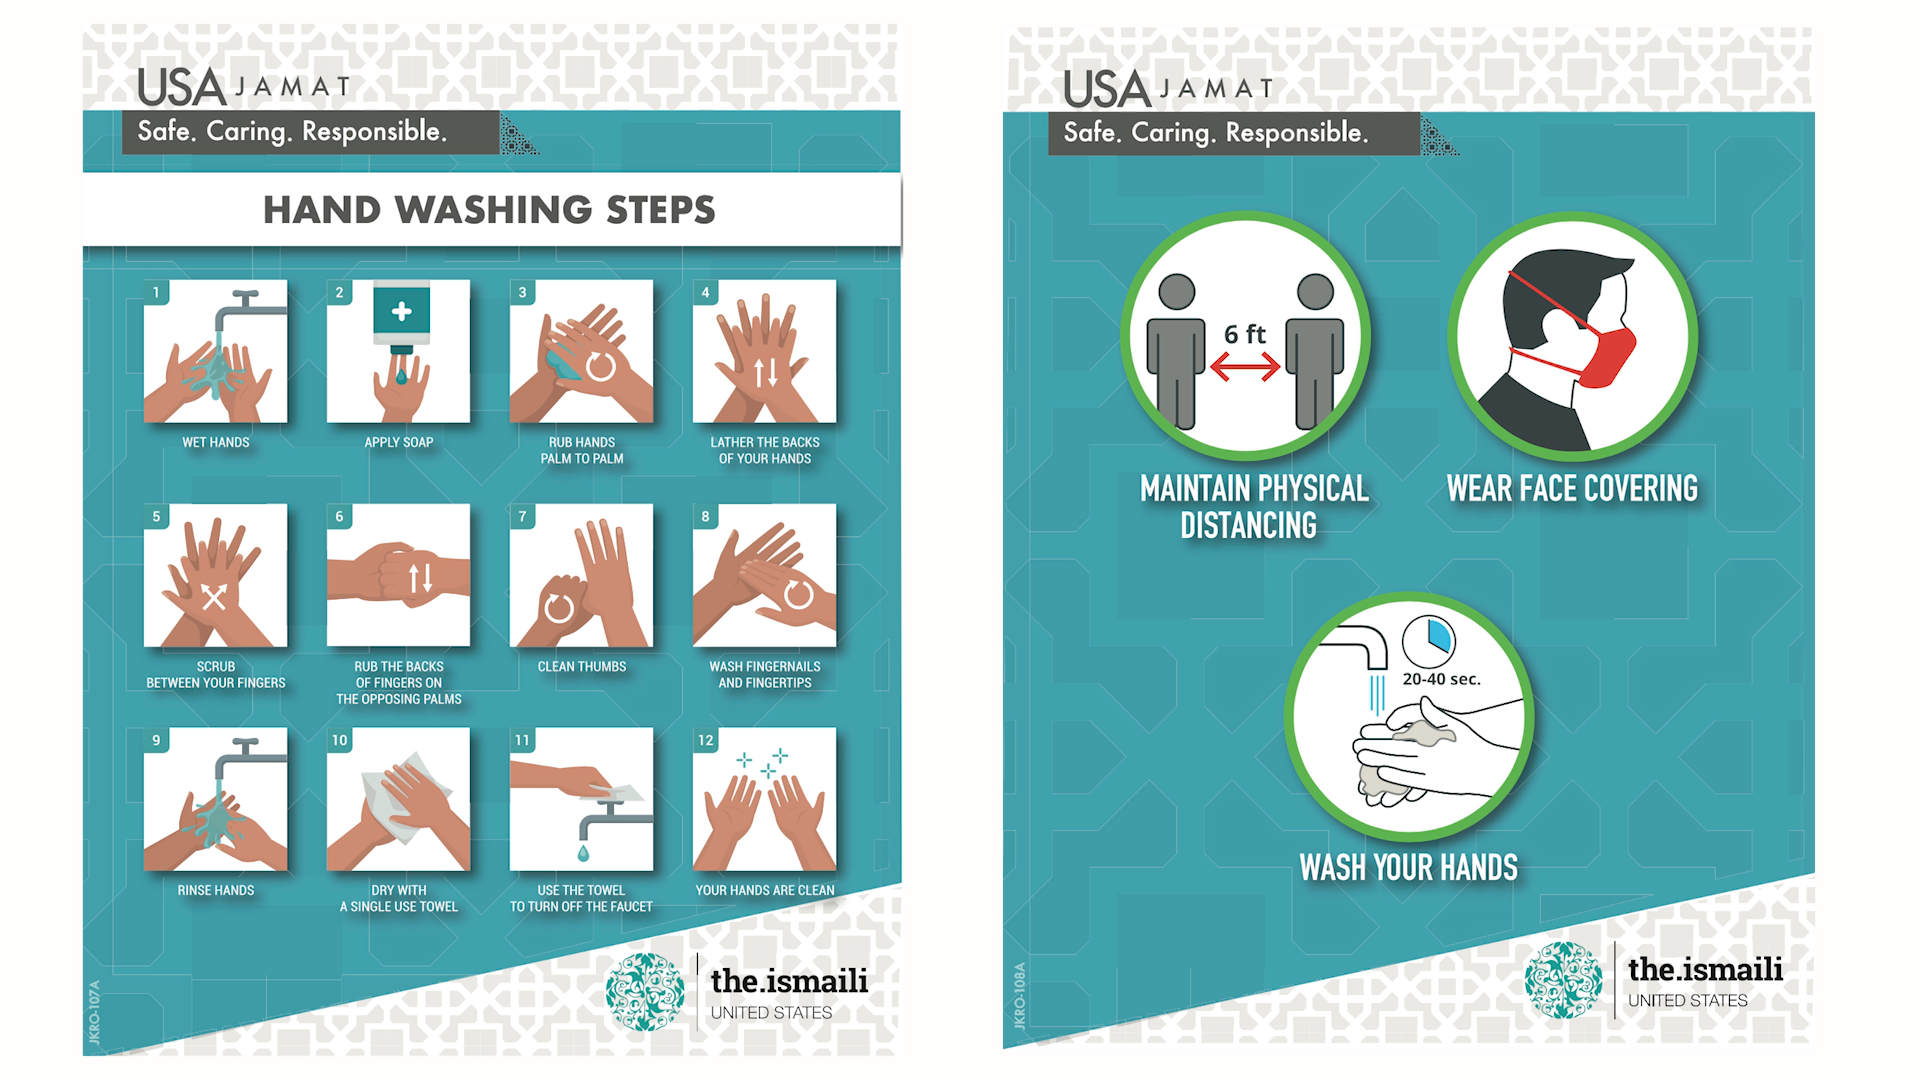 USA JAMAT
Safe. Caring. Responsible.
HAND WASHING STEPS
1
WET HANDS
2
APPLY SOAP
3
RUB HANDS
PALM TO PALM
4
LATHER THE BACKS
OF YOUR HANDS
5
SCRUB
BETWEEN YOUR FINGERS
6
RUB THE BACKS
OF FINGERS ON
THE OPPOSING PALMS
7
CLEAN THUMBS
8
WASH FINGERNAILS
AND FINGERTIPS
9
RINSE HANDS
10
DRY WITH
A SINGLE USE TOWEL
11
USE THE TOWEL
TO TURN OFF THE FAUCET
12
YOUR HANDS ARE CLEAN
JKRO-107A
the.ismaili
UNITED STATES
USA JAMAT
Safe. Caring. Responsible.
6 ft
MAINTAIN PHYSICAL
DISTANCING
WEAR FACE COVERING
20-40 sec.
WASH YOUR HANDS
JKRO-108A
the.ismaili
UNITED STATES